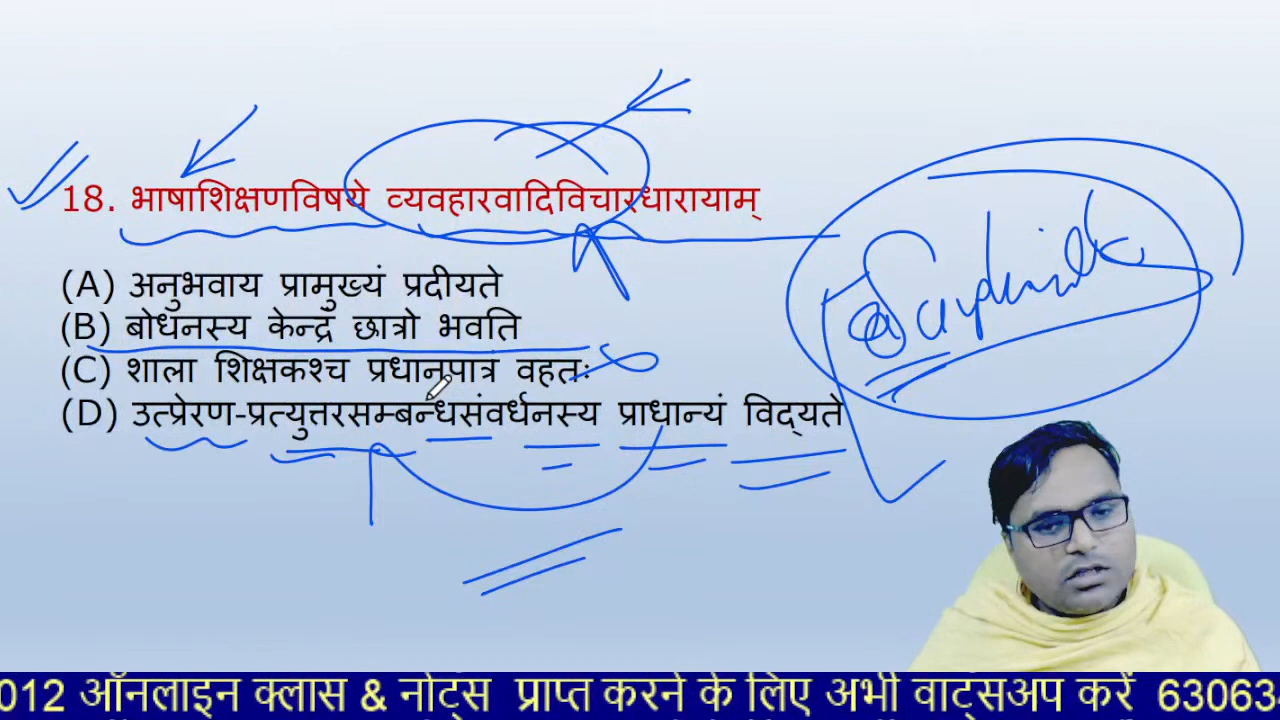 18. भाषाशिक्षणविषये व्यवहारवादिविचारधारायाम्
(A) अनुभवाय प्रामुख्यं प्रदीयते
(B) बोधनस्य केन्द्रं छात्रो भवति
(C) शाला शिक्षकश्च प्रधानपात्रं वहतः
(D) उत्प्रेरण-प्रत्युत्तरसम्बन्धसंवर्धनस्य प्राधान्यं विद्यते
012 ऑनलाइन क्लास & नोट्स प्राप्त करने के लिए अभी वाट्सअप करें 63063